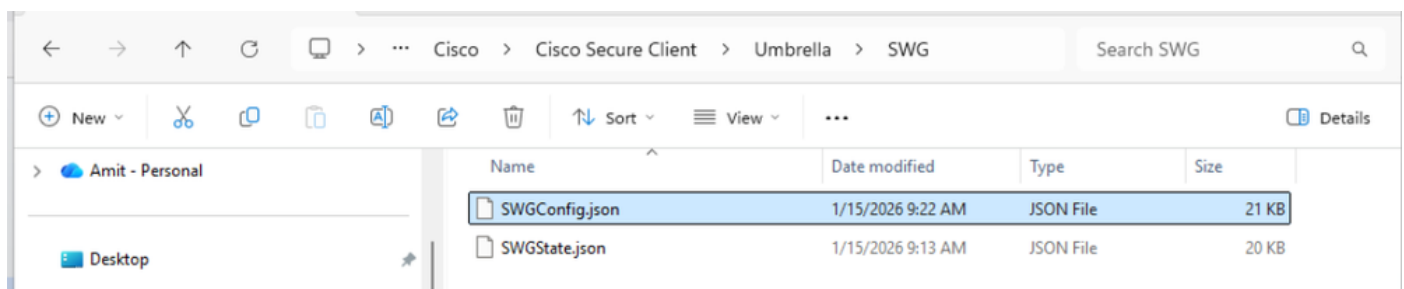 ··· Cisco > Cisco Secure Client > Umbrella > SWG
Search SWG
New Sort View ··· Details
Amit - Personal
Desktop
Name Date modified Type Size
SWGConfig.json 1/15/2026 9:22 AM JSON File 21 KB
SWGState.json 1/15/2026 9:13 AM JSON File 20 KB